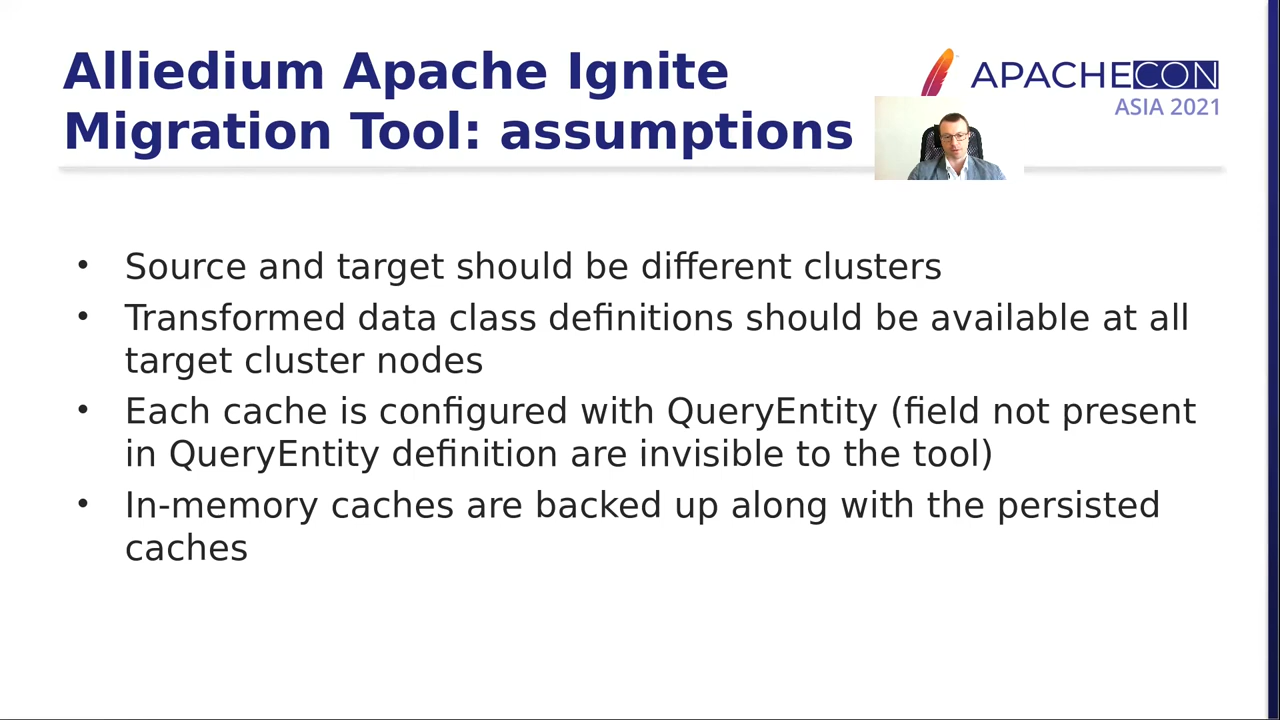 Alliedium Apache Ignite
Migration Tool: assumptions
APACHECON
ASIA 2021
• Source and target should be different clusters
• Transformed data class definitions should be available at all
target cluster nodes
• Each cache is configured with QueryEntity (field not present
in QueryEntity definition are invisible to the tool)
• In-memory caches are backed up along with the persisted
caches